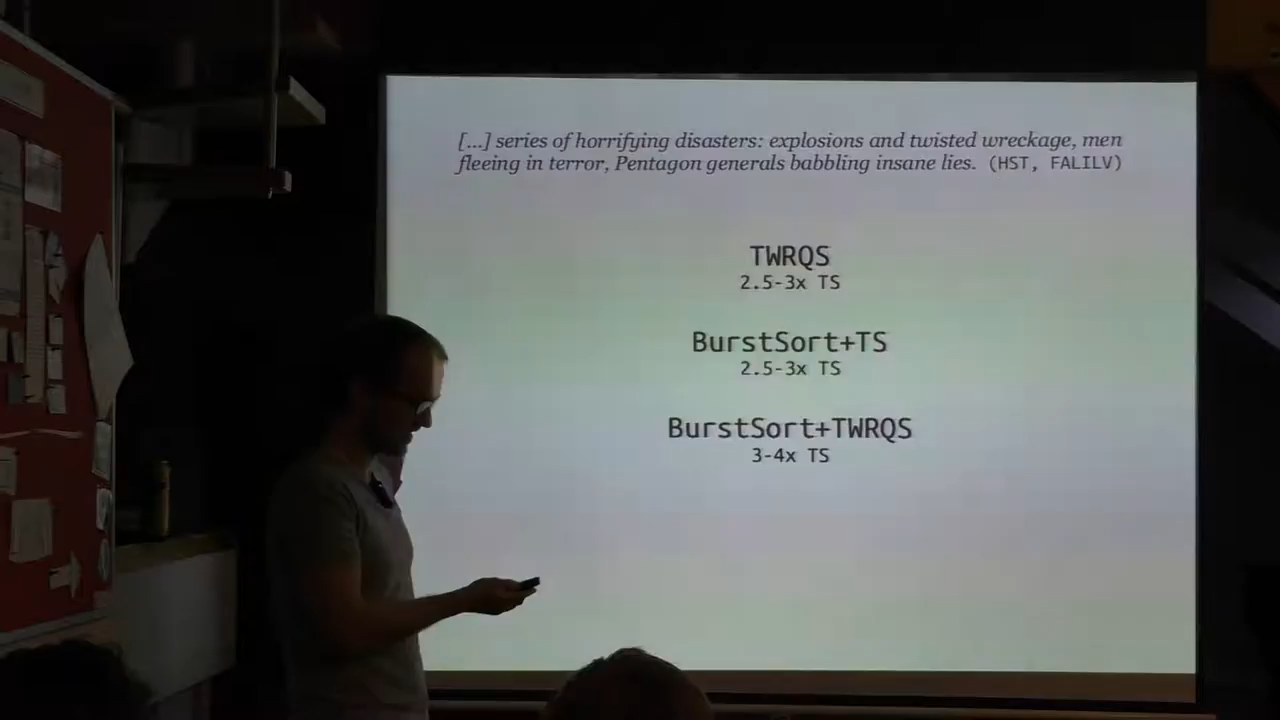 [...] series of horrifying disasters: explosions and twisted wreckage, men
fleeing in terror, Pentagon generals babbling insane lies. (HST, FALILV)
TWRQS
2.5-3x TS
BurstSort+TS
2.5-3x TS
BurstSort+TWRQS
3-4x TS